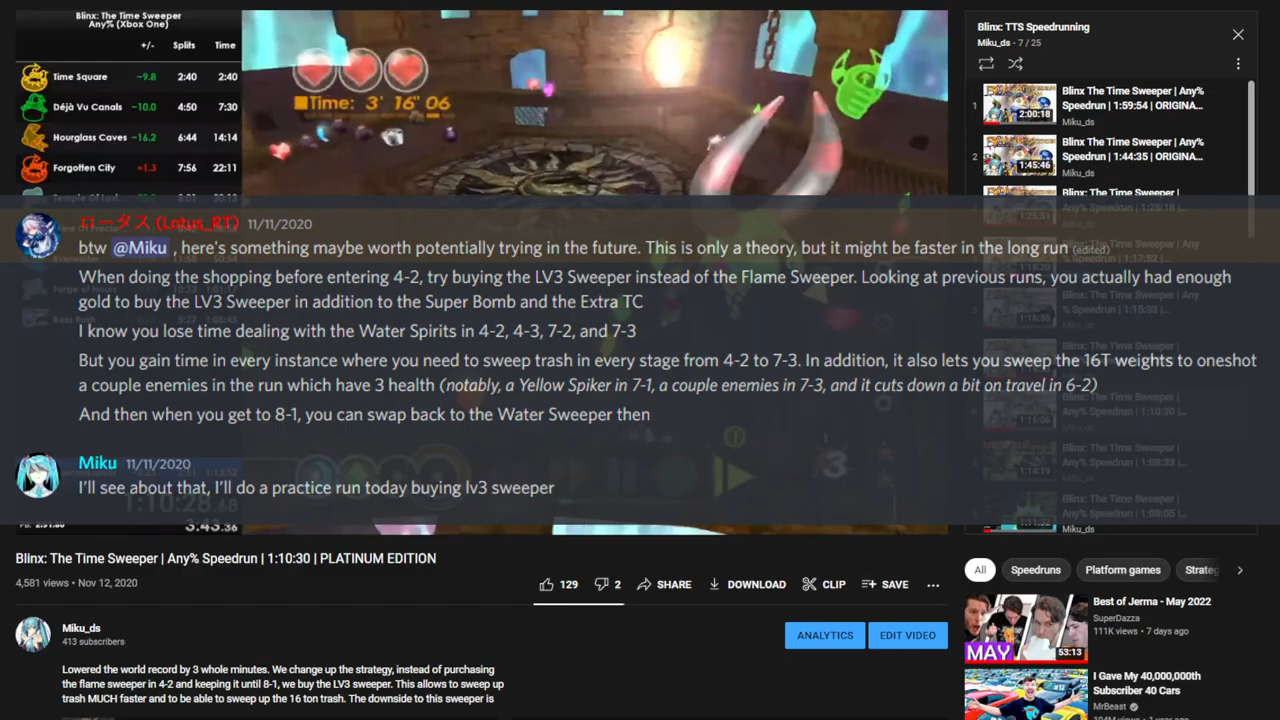 Blinx: The Time Sweeper
Any% (Xbox One)
+/- Splits Time
Time Square -9.8 2:40 2:40
Déjà Vu Canals -10.0 4:50 7:30
Hourglass Caves -16.2 6:44 14:14
Forgotten City +1.3 7:56 22:11
Time: 3' 16" 06
Blinx: TTS Speedrunning
Miku_ds - 7 / 25
1
Blinx The Time Sweeper | Any%
Speedrun | 1:59:54 | ORIGINA...
Miku_ds
2:00:18
2
Blinx The Time Sweeper | Any%
Speedrun | 1:44:35 | ORIGINA...
Miku_ds
1:45:46
ロータス (Lotus_RT) 11/11/2020
btw @Miku , here's something maybe worth potentially trying in the future. This is only a theory, but it might be faster in the long run (edited)
When doing the shopping before entering 4-2, try buying the LV3 Sweeper instead of the Flame Sweeper. Looking at previous runs, you actually had enough
gold to buy the LV3 Sweeper in addition to the Super Bomb and the Extra TC
I know you lose time dealing with the Water Spirits in 4-2, 4-3, 7-2, and 7-3
But you gain time in every instance where you need to sweep trash in every stage from 4-2 to 7-3. In addition, it also lets you sweep the 16T weights to oneshot
a couple enemies in the run which have 3 health (notably, a Yellow Spiker in 7-1, a couple enemies in 7-3, and it cuts down a bit on travel in 6-2)
And then when you get to 8-1, you can swap back to the Water Sweeper then
Miku 11/11/2020
I'll see about that, I'll do a practice run today buying lv3 sweeper
3
1:10:28.68
3:43.36
Miku_ds
Blinx: The Time Sweeper | Any% Speedrun | 1:10:30 | PLATINUM EDITION
4,581 views • Nov 12, 2020
129
2
SHARE
DOWNLOAD
CLIP
SAVE
Miku_ds
413 subscribers
ANALYTICS
EDIT VIDEO
Lowered the world record by 3 whole minutes. We change up the strategy, instead of purchasing
the flame sweeper in 4-2 and keeping it until 8-1, we buy the LV3 sweeper. This allows to sweep up
trash MUCH faster and to be able to sweep up the 16 ton trash. The downside to this sweeper is
All
Speedruns
Platform games
Strateg
Best of Jerma - May 2022
SuperDazza
111K views • 7 days ago
MAY
53:13
I Gave My 40,000,000th
Subscriber 40 Cars
MrBeast